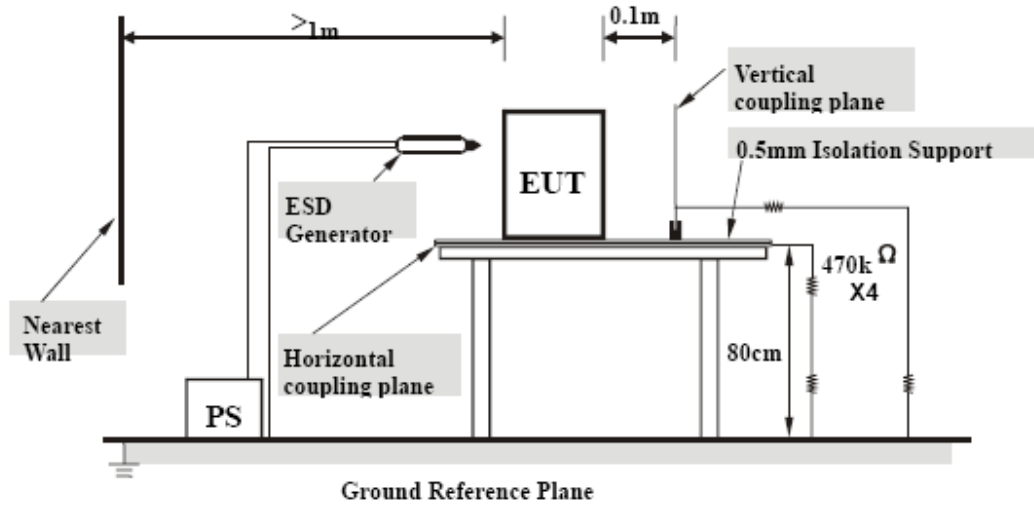 >1m
0.1m
Vertical
coupling plane
0.5mm Isolation Support
EUT
ESD
Generator
470k Ω
X4
Nearest
Wall
Horizontal
coupling plane
80cm
PS
Ground Reference Plane